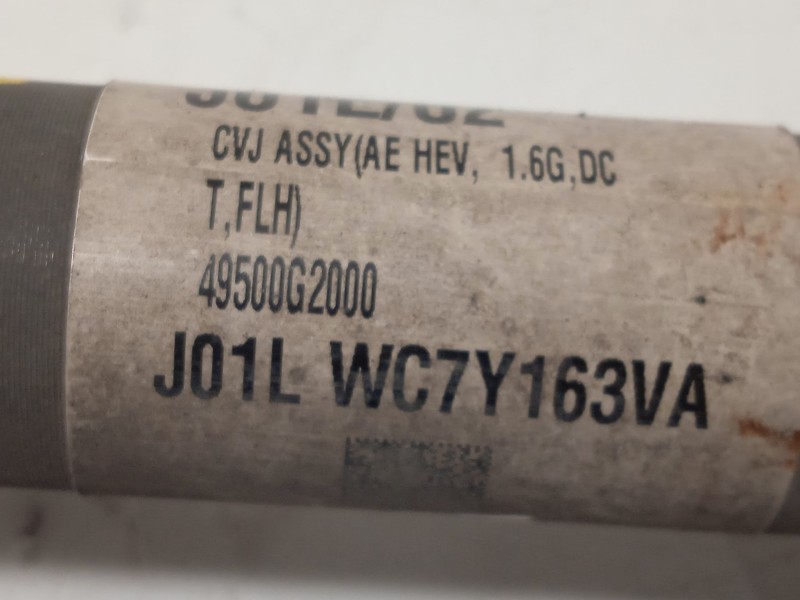 CVJ ASSY(AE HEV, 1.6G,DC
T,FLH)
49500G2000
J01L WC7Y163VA